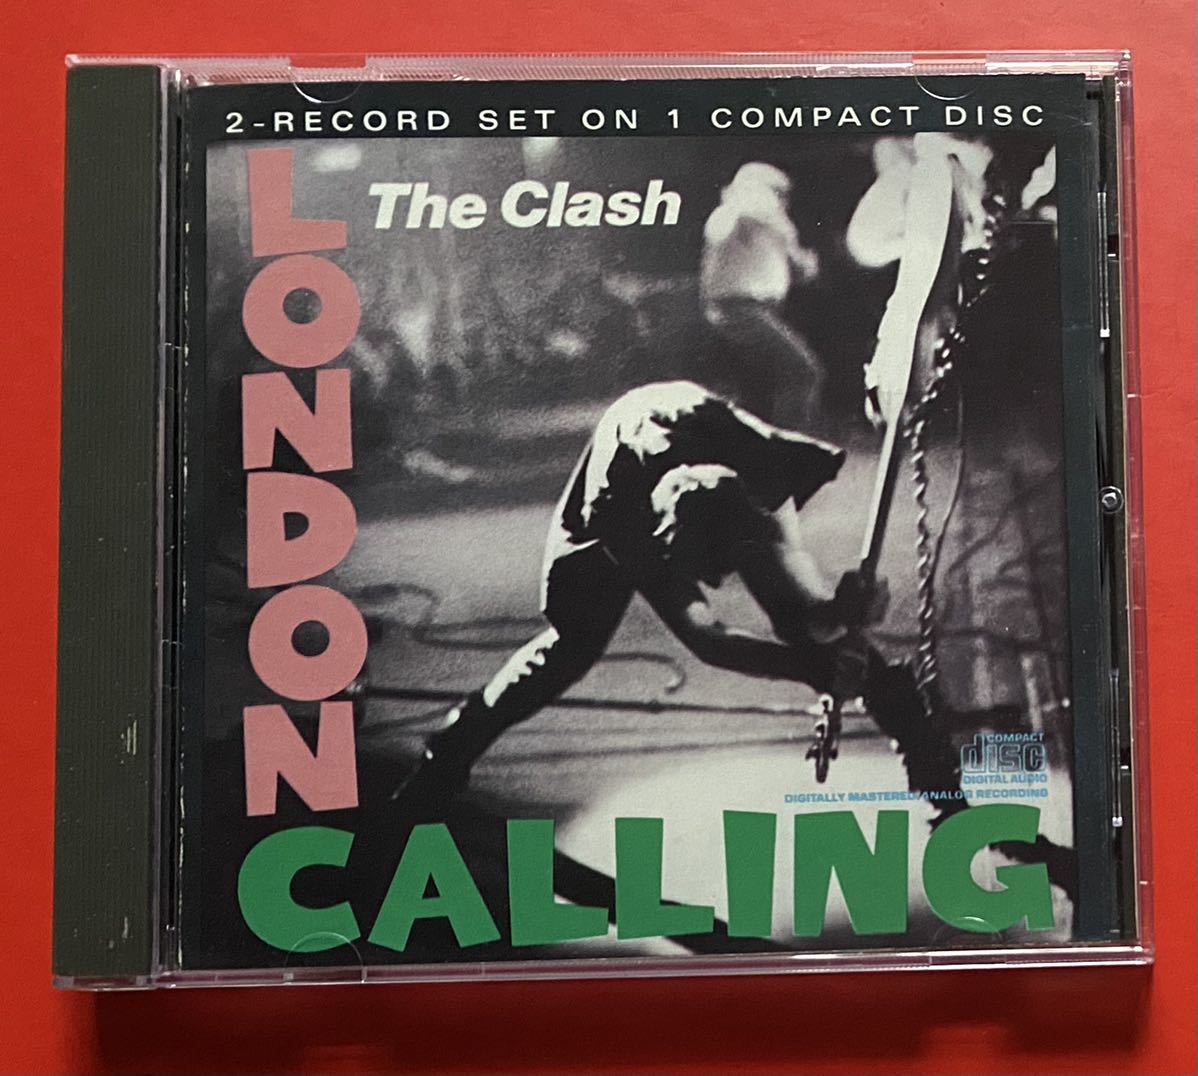 2-RECORD SET ON 1 COMPACT DISC
The Clash
LONDON
CALLING
COMPACT
disc
DIGITAL AUDIO
DIGITALLY MASTERED/ANALOG RECORDING